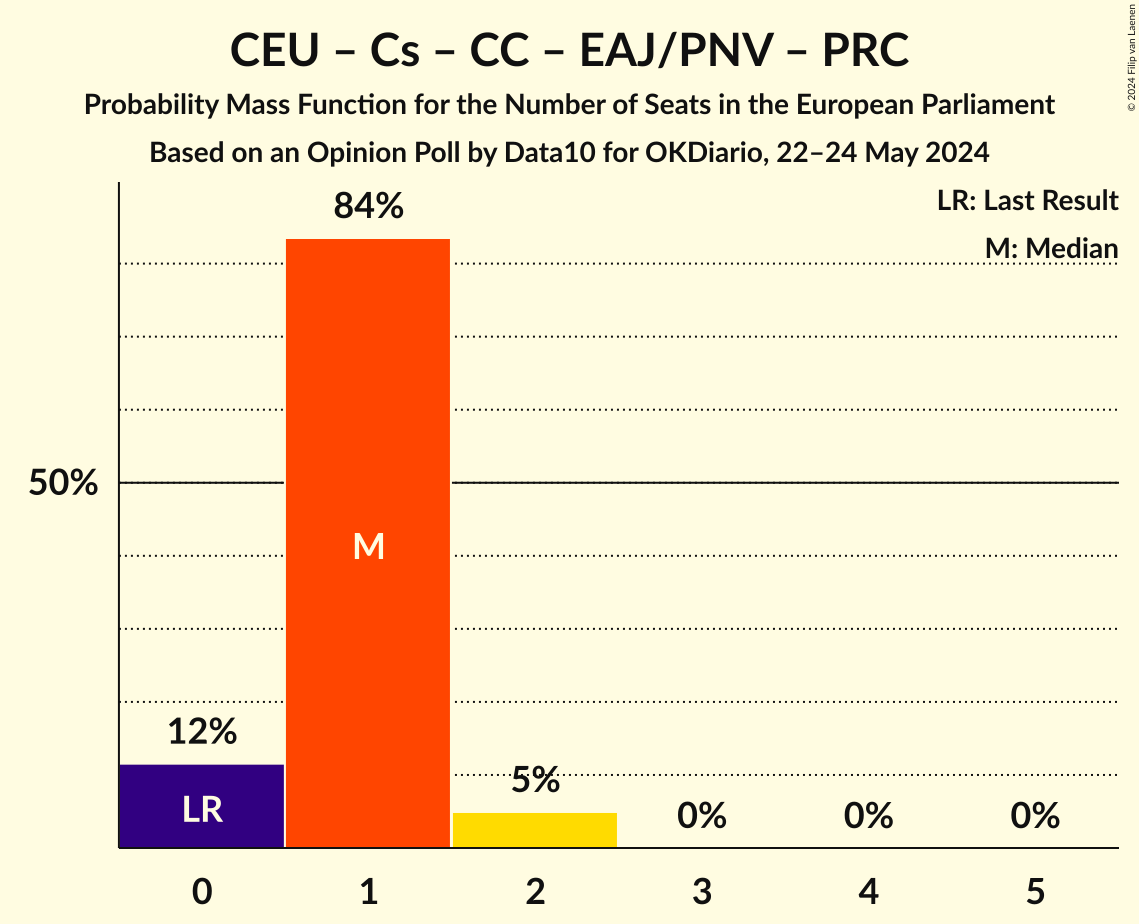 CEU – Cs – CC – EAJ/PNV – PRC
Probability Mass Function for the Number of Seats in the European Parliament
Based on an Opinion Poll by Data10 for OKDiario, 22–24 May 2024
© 2024 Filip van Laenen
LR: Last Result
M: Median
84%
50%
M
12%
LR
5%
0%
0%
0%
0
1
2
3
4
5